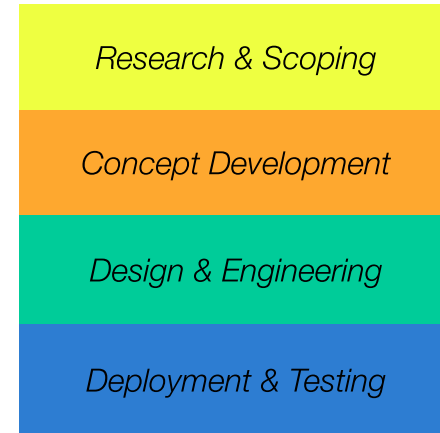 Research & Scoping
Concept Development
Design & Engineering
Deployment & Testing